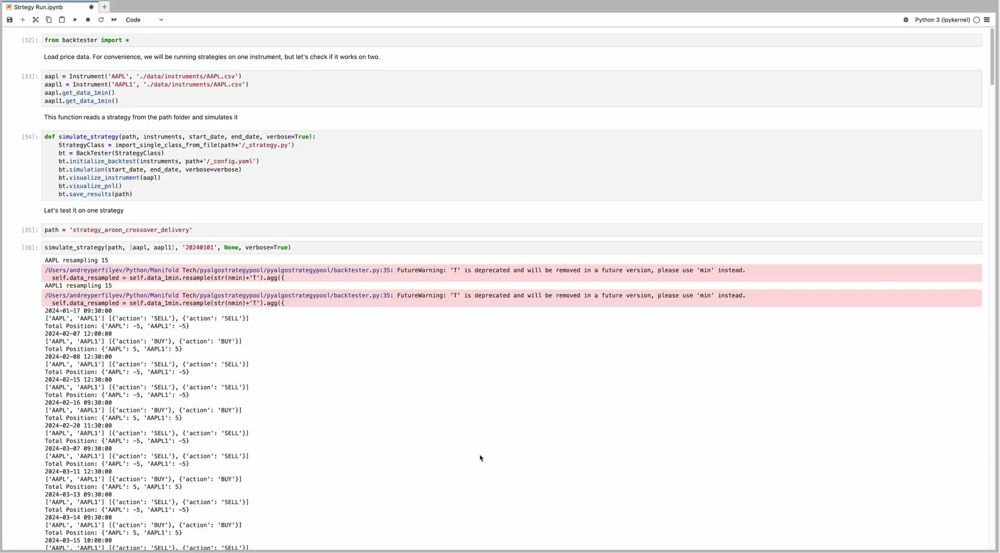 Strtegy Run.ipynb
Code
Python 3 (ipykernel)
[32]: from backtester import *
Load price data. For convenience, we will be running strategies on one instrument, but let's check if it works on two.
[33]: aapl = Instrument('AAPL', './data/instruments/AAPL.csv')
aapl1 = Instrument('AAPL1', './data/instruments/AAPL.csv')
aapl.get_data_1min()
aapl1.get_data_1min()
This function reads a strategy from the path folder and simulates it
[34]: def simulate_strategy(path, instruments, start_date, end_date, verbose=True):
    StrategyClass = import_single_class_from_file(path+'/_strategy.py')
    bt = BackTester(StrategyClass)
    bt.initialize_backtest(instruments, path+'/_config.yaml')
    bt.simulation(start_date, end_date, verbose=verbose)
    bt.visualize_instrument(aapl)
    bt.visualize_pnl()
    bt.save_results(path)
Let's test it on one strategy
[35]: path = 'strategy_aroon_crossover_delivery'
[36]: simulate_strategy(path, [aapl, aapl1], '20240101', None, verbose=True)
AAPL resampling 15
/Users/andreyperfilyev/Python/Manifold Tech/pyalgostrategypool/pyalgostrategypool/backtester.py:35: FutureWarning: 'T' is deprecated and will be removed in a future version, please use 'min' instead.
  self.data_resampled = self.data_1min.resample(str(nmin)+'T').agg({
AAPL1 resampling 15
/Users/andreyperfilyev/Python/Manifold Tech/pyalgostrategypool/pyalgostrategypool/backtester.py:35: FutureWarning: 'T' is deprecated and will be removed in a future version, please use 'min' instead.
  self.data_resampled = self.data_1min.resample(str(nmin)+'T').agg({
2024-01-17 09:30:00
['AAPL', 'AAPL1'] [{'action': 'SELL'}, {'action': 'SELL'}]
Total Position: {'AAPL': -5, 'AAPL1': -5}
2024-02-07 12:00:00
['AAPL', 'AAPL1'] [{'action': 'BUY'}, {'action': 'BUY'}]
Total Position: {'AAPL': 5, 'AAPL1': 5}
2024-02-08 12:30:00
['AAPL', 'AAPL1'] [{'action': 'SELL'}, {'action': 'SELL'}]
Total Position: {'AAPL': -5, 'AAPL1': -5}
2024-02-15 12:30:00
['AAPL', 'AAPL1'] [{'action': 'SELL'}, {'action': 'SELL'}]
Total Position: {'AAPL': -5, 'AAPL1': -5}
2024-02-16 09:30:00
['AAPL', 'AAPL1'] [{'action': 'BUY'}, {'action': 'BUY'}]
Total Position: {'AAPL': 5, 'AAPL1': 5}
2024-02-20 11:30:00
['AAPL', 'AAPL1'] [{'action': 'SELL'}, {'action': 'SELL'}]
Total Position: {'AAPL': -5, 'AAPL1': -5}
2024-03-07 09:30:00
['AAPL', 'AAPL1'] [{'action': 'SELL'}, {'action': 'SELL'}]
Total Position: {'AAPL': -5, 'AAPL1': -5}
2024-03-11 12:30:00
['AAPL', 'AAPL1'] [{'action': 'BUY'}, {'action': 'BUY'}]
Total Position: {'AAPL': 5, 'AAPL1': 5}
2024-03-13 09:30:00
['AAPL', 'AAPL1'] [{'action': 'SELL'}, {'action': 'SELL'}]
Total Position: {'AAPL': -5, 'AAPL1': -5}
2024-03-14 09:30:00
['AAPL', 'AAPL1'] [{'action': 'BUY'}, {'action': 'BUY'}]
Total Position: {'AAPL': 5, 'AAPL1': 5}
2024-03-15 10:00:00
['AAPL', 'AAPL1'] [{'action': 'SELL'}, {'action': 'SELL'}]